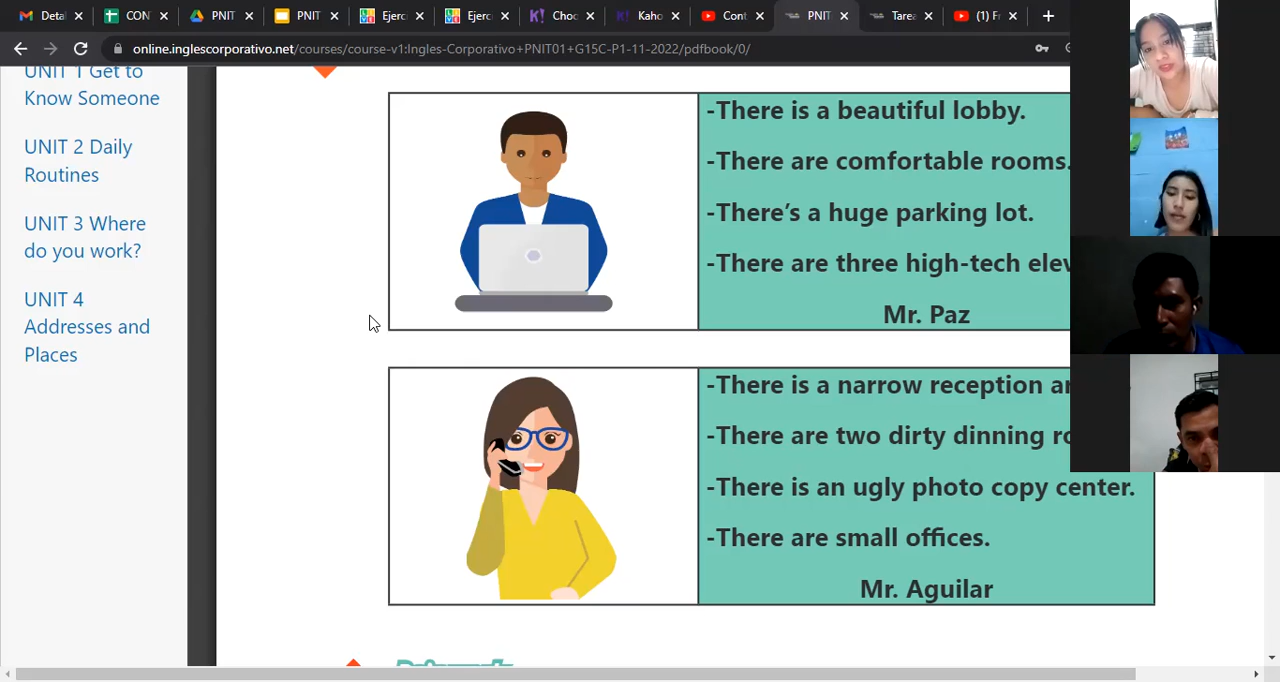 Detal
CON
PNIT
PNIT
Ejerc
Ejerc
Choc
Kaho
Cont
PNIT
Tarea
(1) Fr
online.inglescorporativo.net/courses/course-v1:Ingles-Corporativo+PNIT01+G15C-P1-11-2022/pdfbook/0/
UNIT 1 Get to
Know Someone
UNIT 2 Daily
Routines
UNIT 3 Where
do you work?
UNIT 4
Addresses and
Places
-There is a beautiful lobby.
-There are comfortable rooms.
-There's a huge parking lot.
-There are three high-tech elev
Mr. Paz
-There is a narrow reception ar
-There are two dirty dinning ro
-There is an ugly photo copy center.
-There are small offices.
Mr. Aguilar